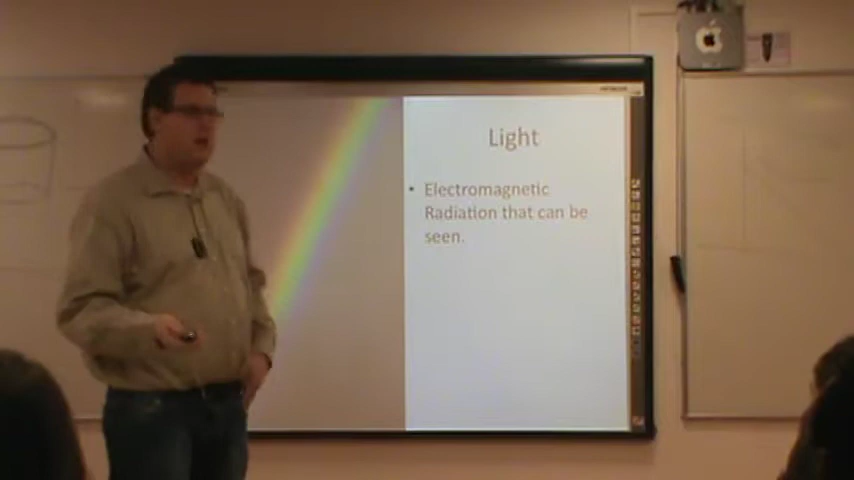 Light
• Electromagnetic
Radiation that can be
seen.